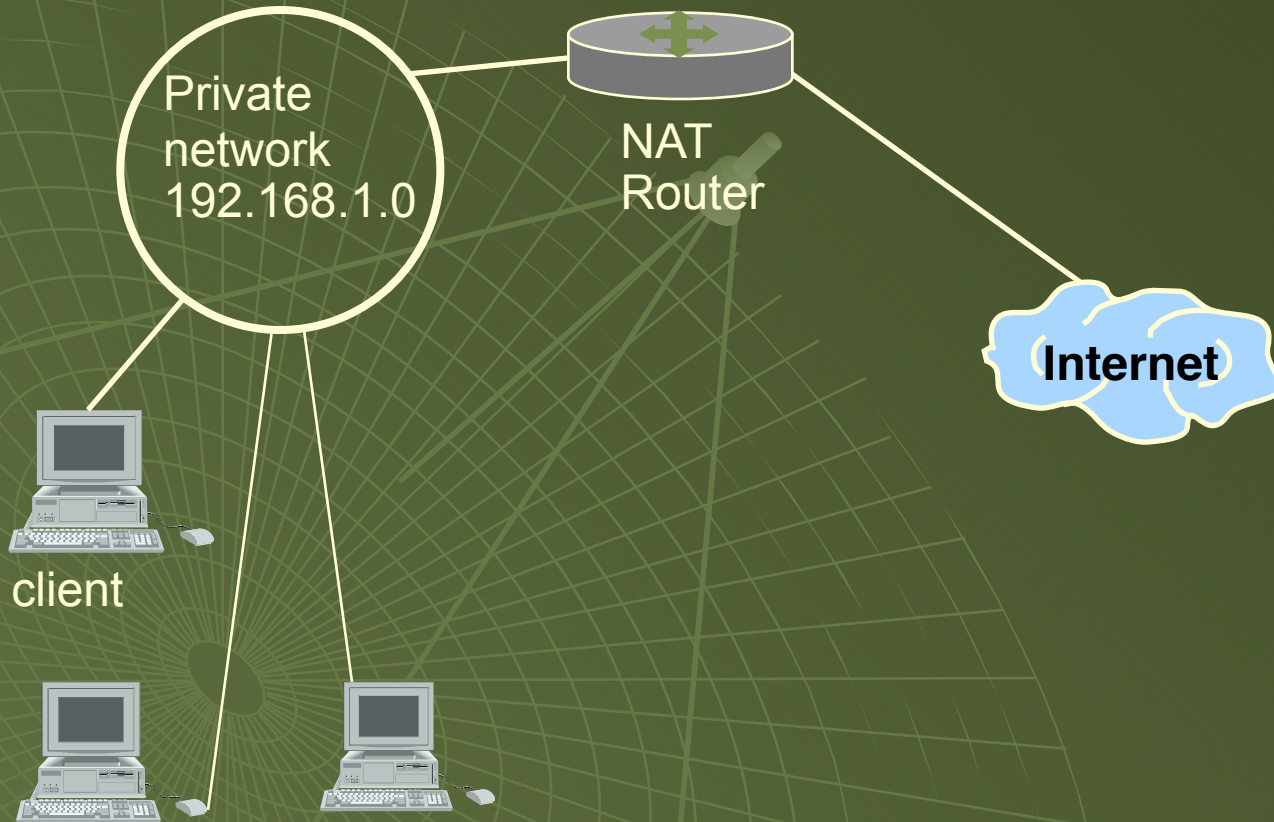 Private
network
192.168.1.0
NAT
Router
Internet
client